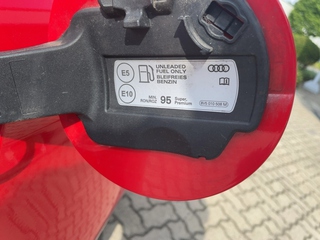 E5
UNLEADED
FUEL ONLY
BLEIFREIES
BENZIN
E10
MIN.
RON/ROZ
95
Super
Premium